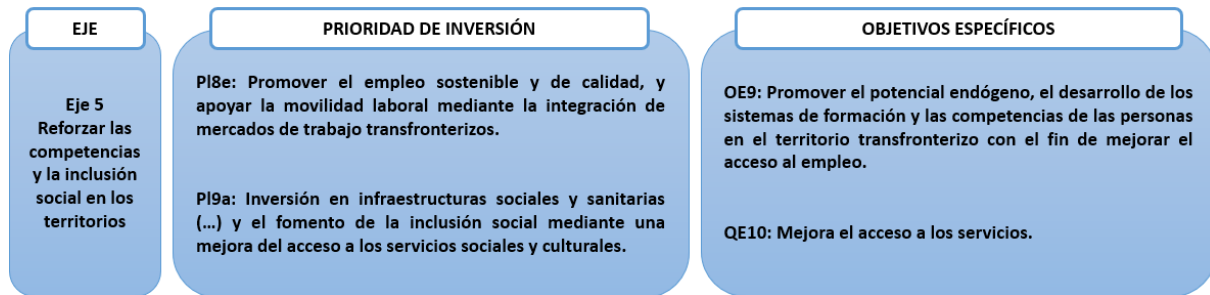 EJE
Eje 5
Reforzar las
competencias
y la inclusión
social en los
territorios
PRIORIDAD DE INVERSIÓN
PI8e: Promover el empleo sostenible y de calidad, y
apoyar la movilidad laboral mediante la integración de
mercados de trabajo transfronterizos.
PI9a: Inversión en infraestructuras sociales y sanitarias
(...) y el fomento de la inclusión social mediante una
mejora del acceso a los servicios sociales y culturales.
OBJETIVOS ESPECÍFICOS
OE9: Promover el potencial endógeno, el desarrollo de los
sistemas de formación y las competencias de las personas
en el territorio transfronterizo con el fin de mejorar el
acceso al empleo.
QE10: Mejora el acceso a los servicios.